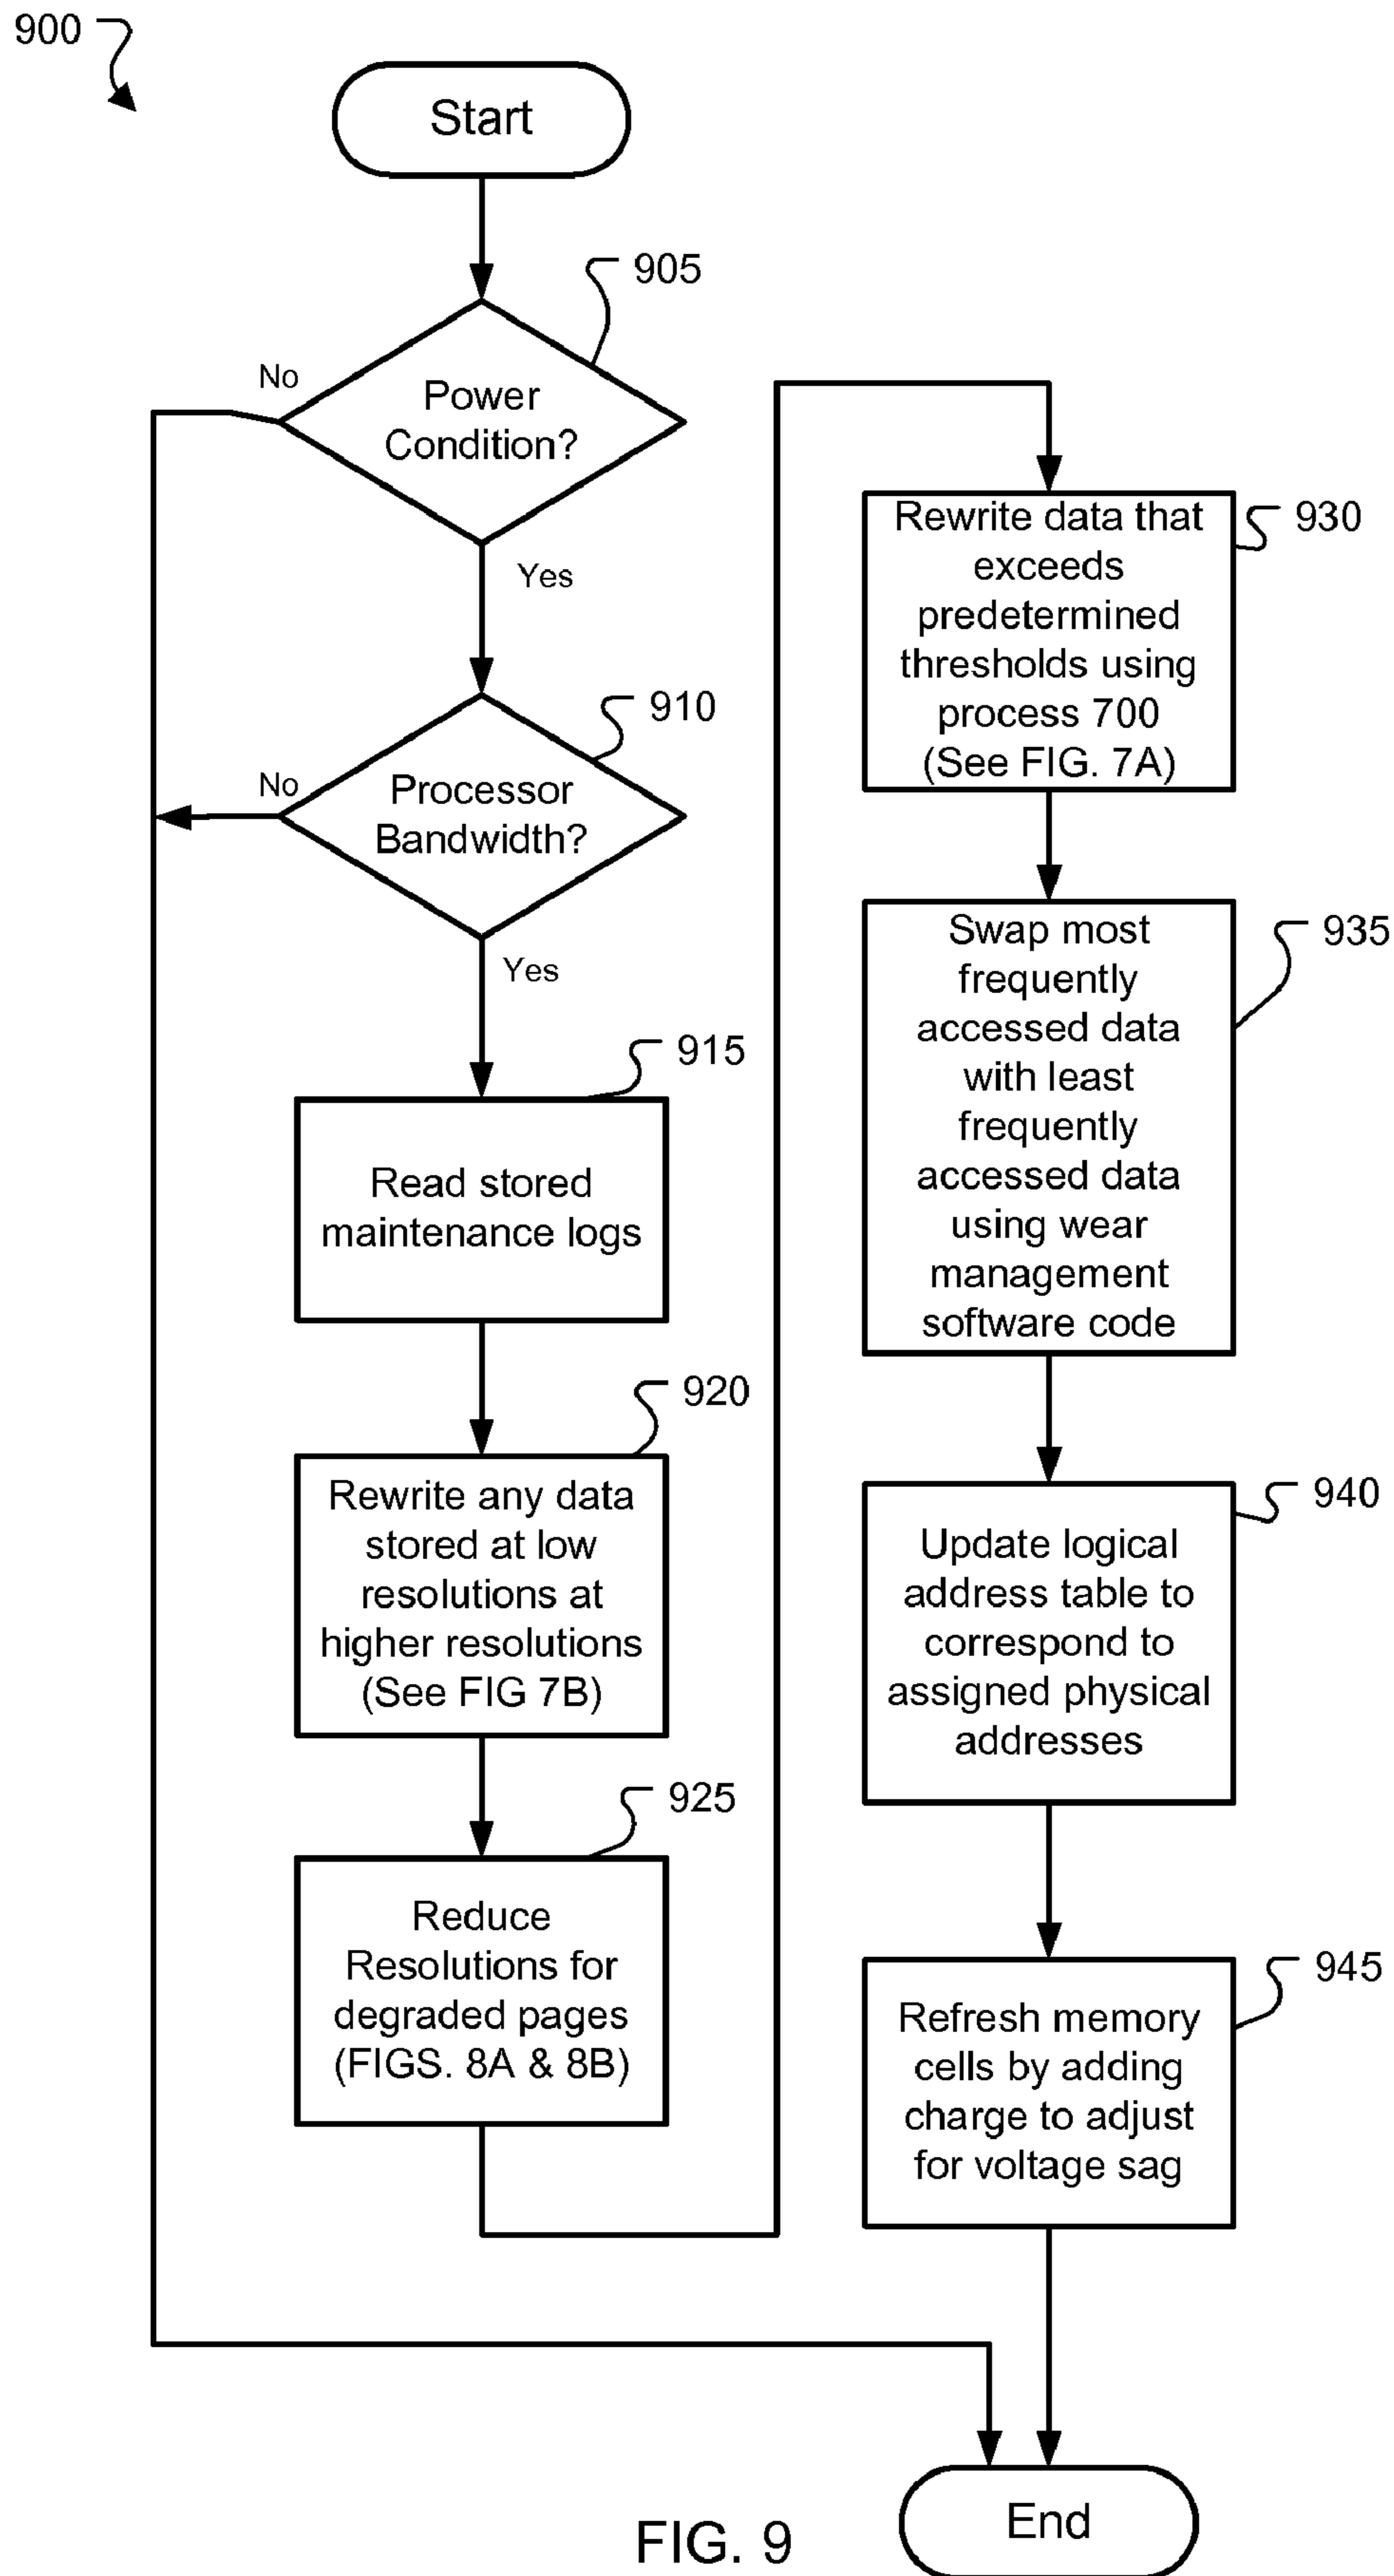 900
Start
905
No
Power
Condition?
Yes
910
No
Processor
Bandwidth?
Yes
915
Read stored
maintenance logs
920
Rewrite any data
stored at low
resolutions at
higher resolutions
(See FIG 7B)
925
Reduce
Resolutions for
degraded pages
(FIGS. 8A & 8B)
930
Rewrite data that
exceeds
predetermined
thresholds using
process 700
(See FIG. 7A)
935
Swap most
frequently
accessed data
with least
frequently
accessed data
using wear
management
software code
940
Update logical
address table to
correspond to
assigned physical
addresses
945
Refresh memory
cells by adding
charge to adjust
for voltage sag
End
FIG. 9